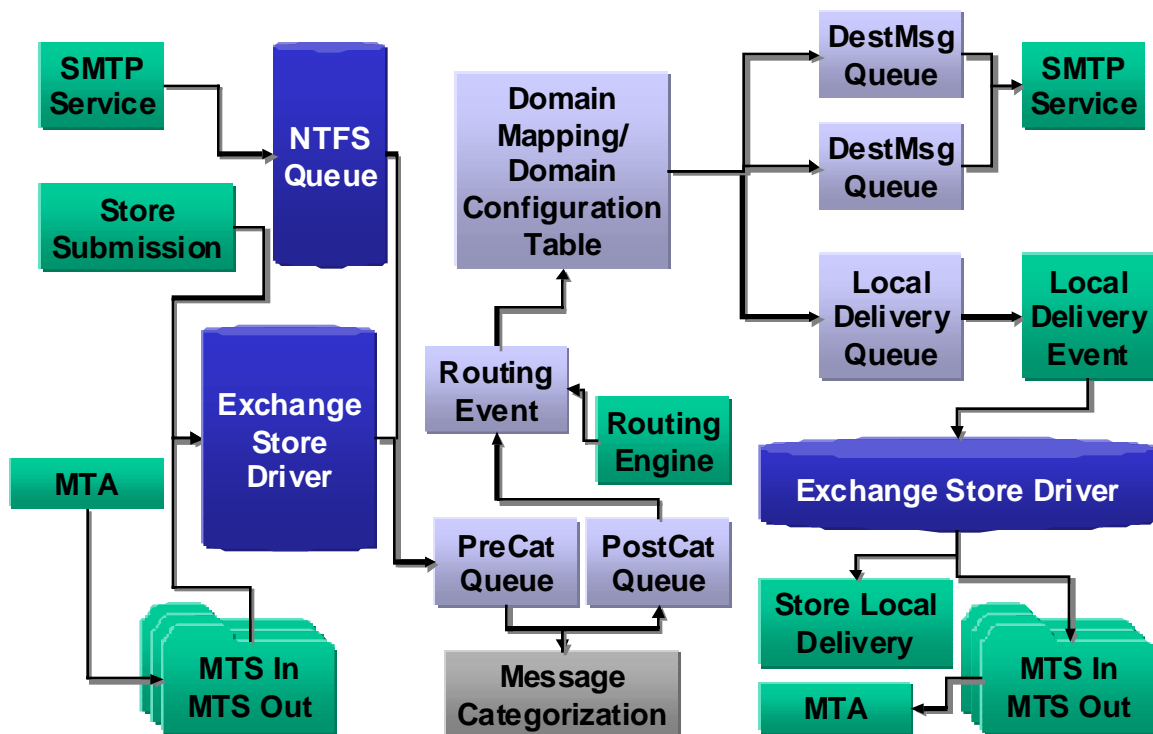 SMTP
Service
NTFS
Queue
Store
Submission
Exchange
Store
Driver
MTA
MTS In
MTS Out
Domain
Mapping/
Domain
Configuration
Table
Routing
Event
Routing
Engine
PreCat
Queue
PostCat
Queue
Message
Categorization
DestMsg
Queue
DestMsg
Queue
SMTP
Service
Local
Delivery
Queue
Local
Delivery
Event
Exchange Store Driver
Store Local
Delivery
MTS In
MTS Out
MTA